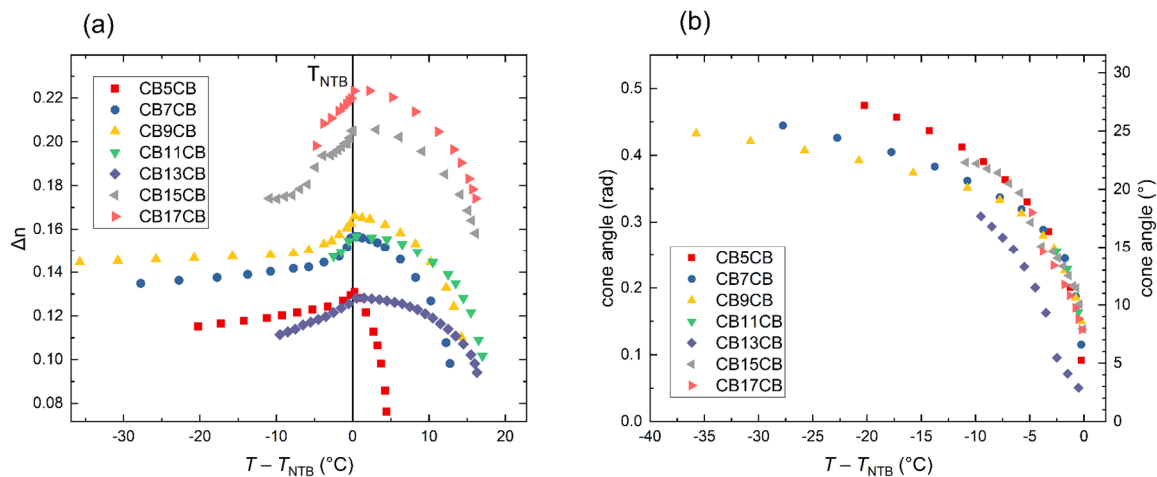 (a)
T_NTB
CB5CB
CB7CB
CB9CB
CB11CB
CB13CB
CB15CB
CB17CB
0.22
0.20
0.18
0.16
0.14
0.12
0.10
0.08
Δn
-30 -20 -10 0 10 20
T – T_NTB (°C)
(b)
0.5
0.4
0.3
0.2
0.1
0.0
cone angle (rad)
CB5CB
CB7CB
CB9CB
CB11CB
CB13CB
CB15CB
CB17CB
30
25
20
15
10
5
0
cone angle (°)
-40 -35 -30 -25 -20 -15 -10 -5 0
T – T_NTB (°C)